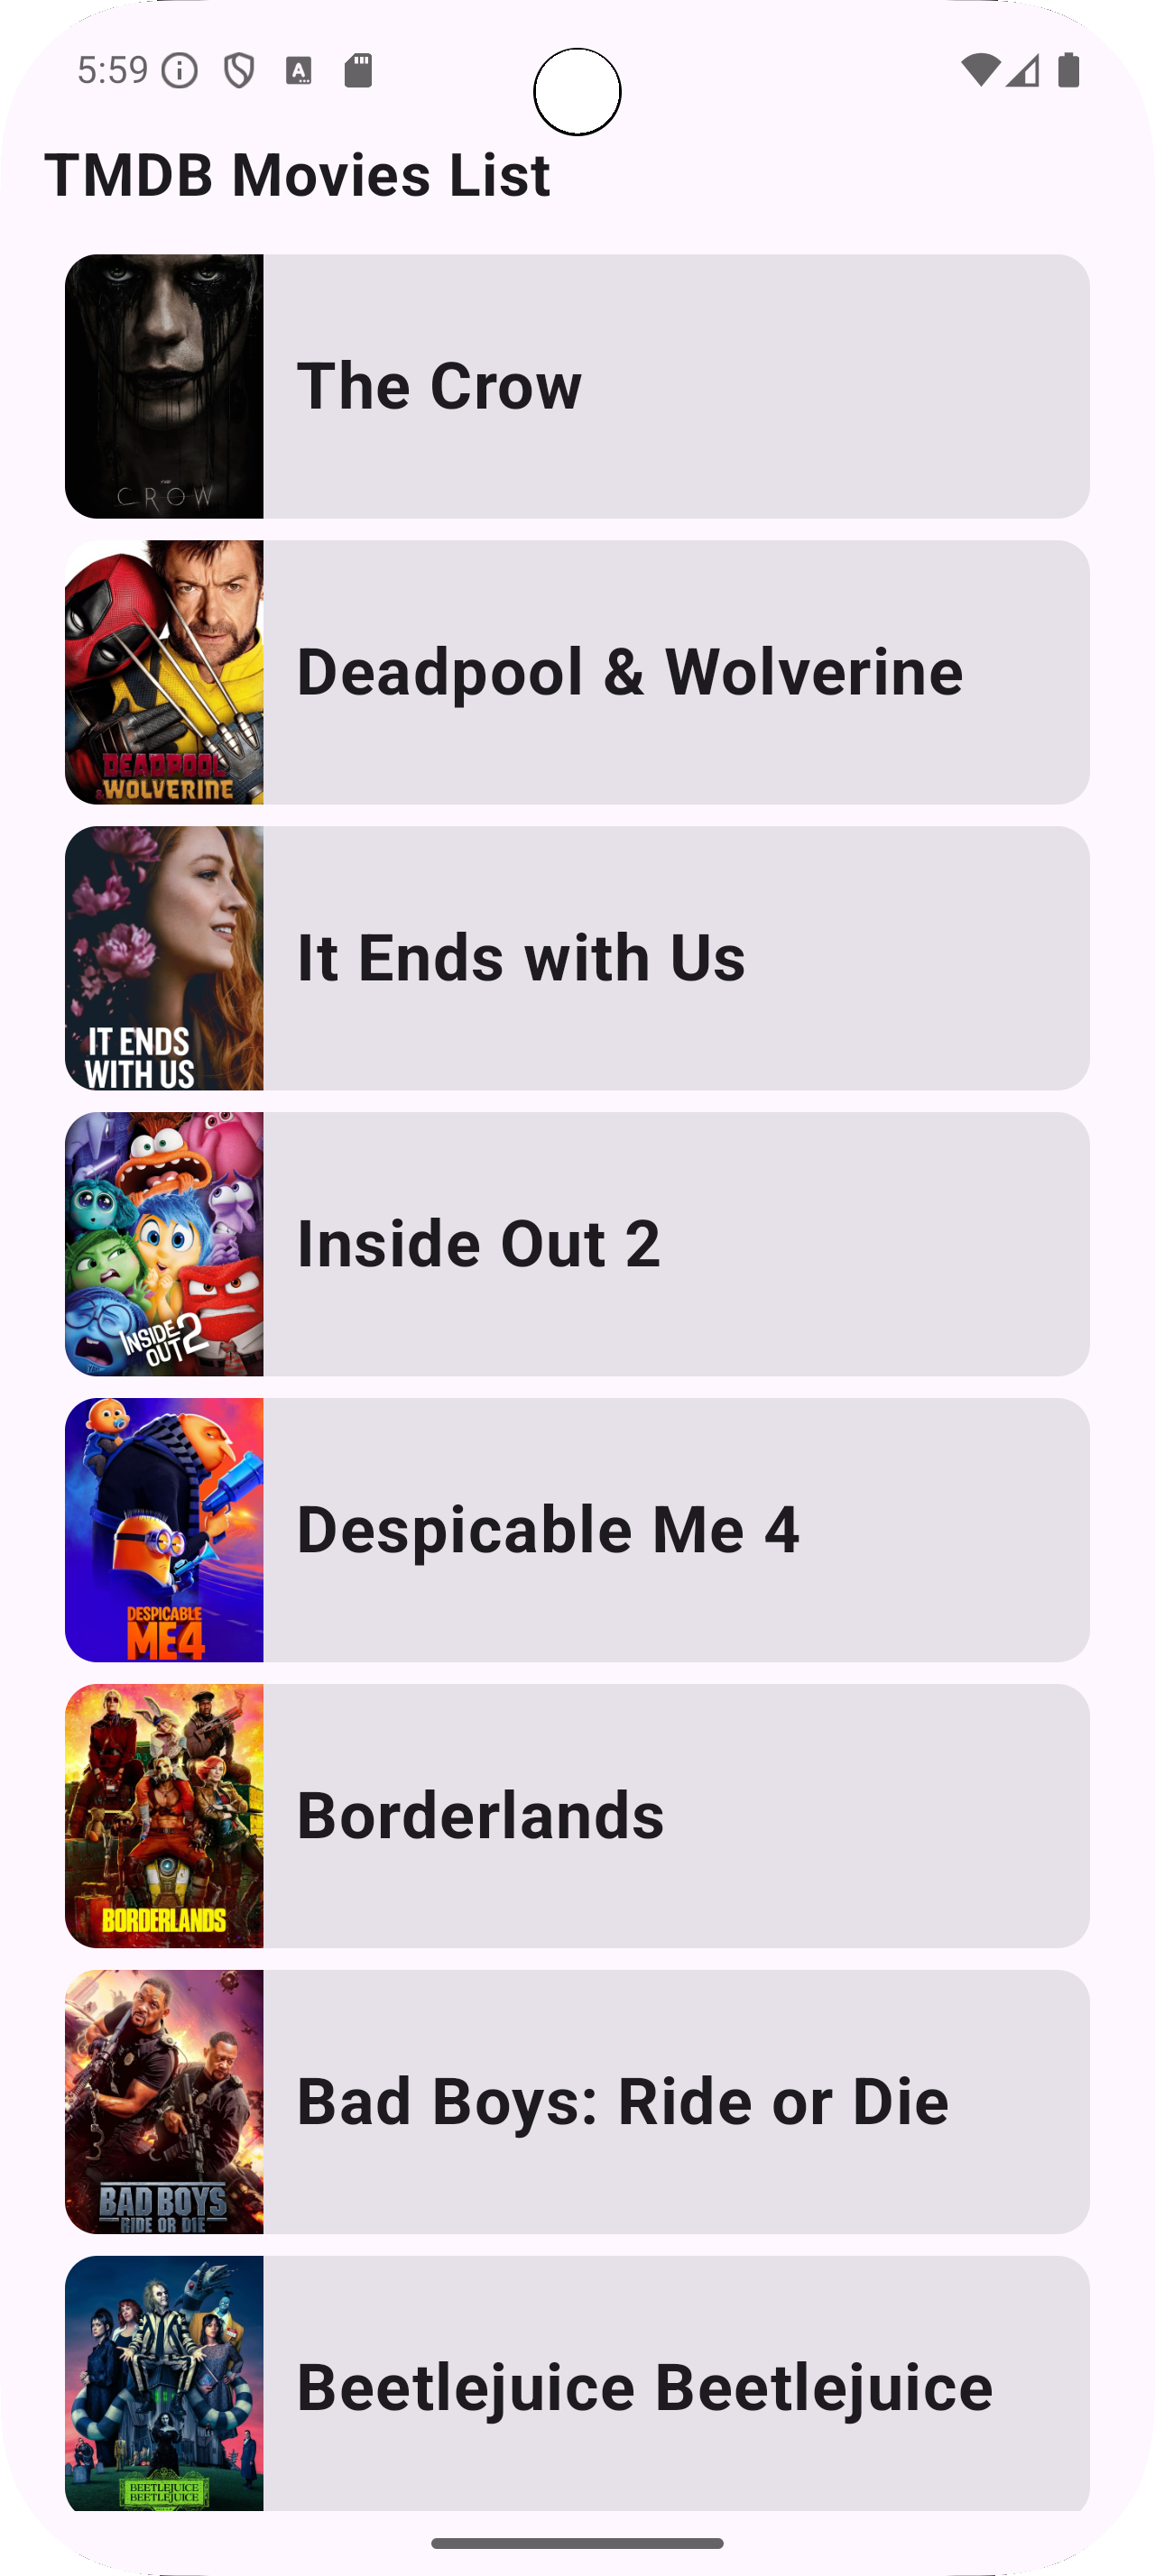 5:59
TMDB Movies List
THE
CROW
The Crow
DEADPOOL
& WOLVERINE
Deadpool & Wolverine
IT ENDS
WITH US
It Ends with Us
INSIDE
OUT 2
Inside Out 2
DESPICABLE
ME 4
Despicable Me 4
BORDERLANDS
Borderlands
BAD BOYS
RIDE OR DIE
Bad Boys: Ride or Die
BEETLEJUICE
BEETLEJUICE
Beetlejuice Beetlejuice